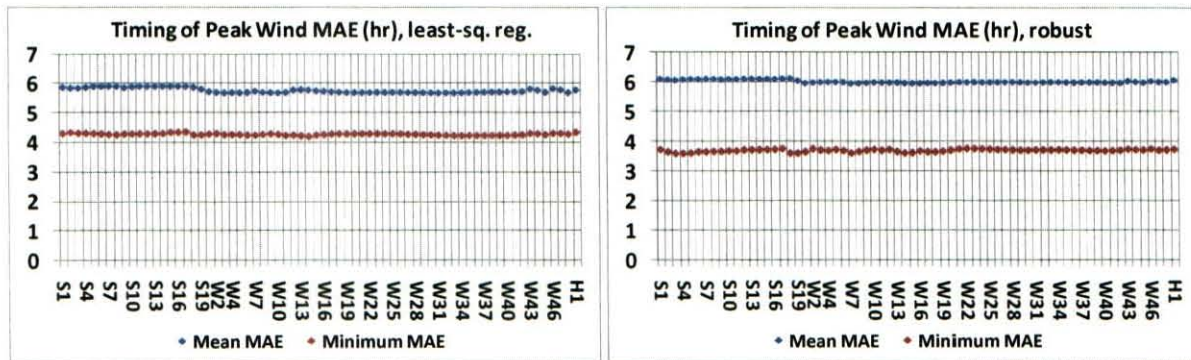 Timing of Peak Wind MAE (hr), least-sq. reg.
7
6
5
4
3
2
1
0
S1 S4 S7 S10 S13 S16 S19 W2 W4 W7 W10 W13 W16 W19 W22 W25 W28 W31 W34 W37 W40 W43 W46 H1
Mean MAE Minimum MAE
Timing of Peak Wind MAE (hr), robust
7
6
5
4
3
2
1
0
S1 S4 S7 S10 S13 S16 S19 W2 W4 W7 W10 W13 W16 W19 W22 W25 W28 W31 W34 W37 W40 W43 W46 H1
Mean MAE Minimum MAE